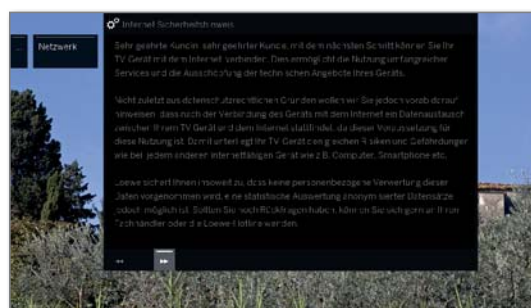 Internet Sicherheitshinweis
... Netzwerk
Sehr geehrte Kundin, sehr geehrter Kunde, mit dem nächsten Schritt können Sie Ihr
TV Gerät mit dem Internet verbinden. Dies ermöglicht die Nutzung umfangreicher
Services und die Ausschöpfung der technischen Angebote Ihres Geräts.
Nicht zuletzt aus datenschutzrechtlichen Gründen wollen wir Sie jedoch vorab darauf
hinweisen, dass nach der Verbindung des Geräts mit dem Internet ein Datenaustausch
zwischen Ihrem TV Gerät und dem Internet stattfindet, da dieser Voraussetzung für
diese Nutzung ist. Damit unterliegt Ihr TV Gerät den gleichen Risiken und Gefährdungen
wie bei jedem anderen internetfähigen Gerät wie z.B. Computer, Smartphone etc.
Loewe sichert Ihnen insoweit zu, dass keine personenbezogene Verwertung dieser
Daten vorgenommen wird, eine statistische Auswertung anonymisierter Datensätze
jedoch möglich ist. Sollten Sie noch Rückfragen haben, können Sie sich gern an Ihren
Fachhändler oder die Loewe-Hotline wenden.